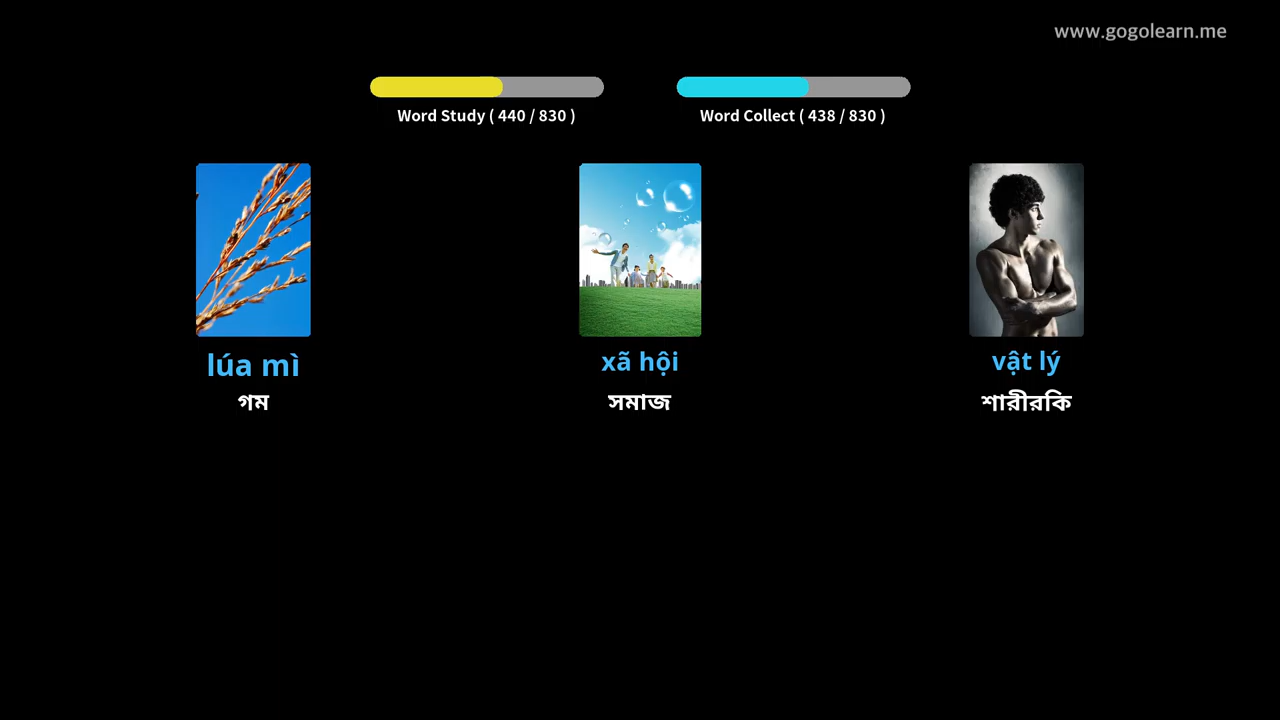 www.gogolearn.me
Word Study ( 440 / 830 )
Word Collect ( 438 / 830 )
lúa mì
xã hội
vật lý
গম
সমাজ
শারীরকি